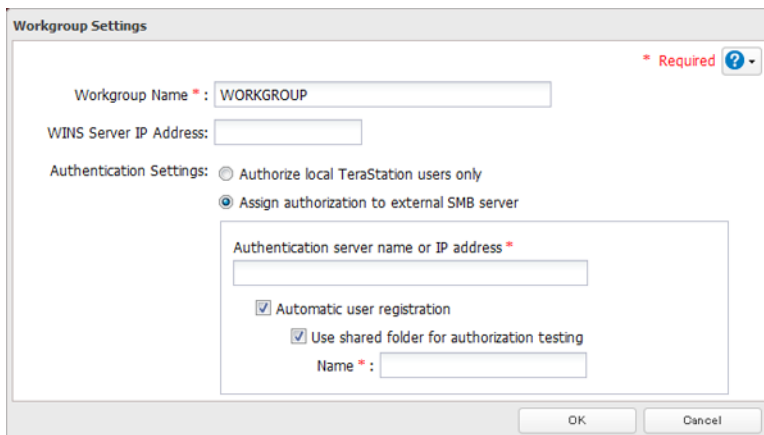 Workgroup Settings
* Required ?
Workgroup Name * : WORKGROUP
WINS Server IP Address:
Authentication Settings: Authorize local TeraStation users only
Assign authorization to external SMB server
Authentication server name or IP address *
Automatic user registration
Use shared folder for authorization testing
Name * :
OK Cancel